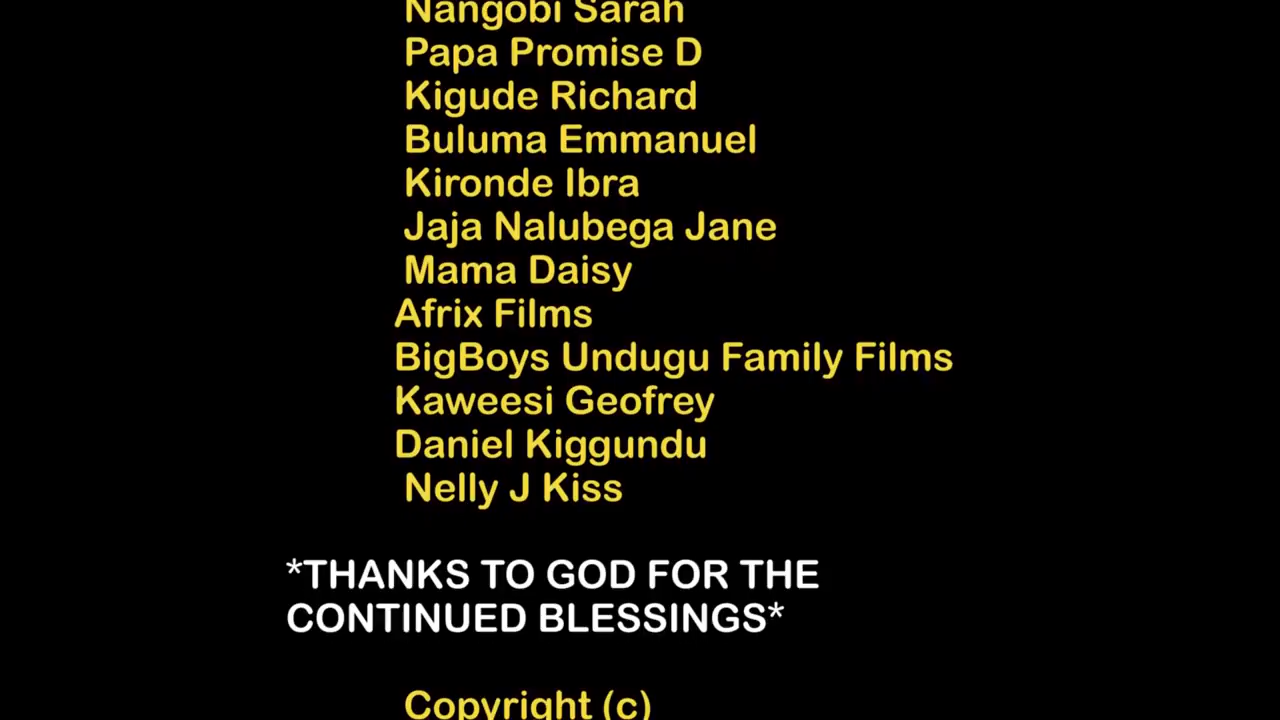 Nangobi Sarah
Papa Promise D
Kigude Richard
Buluma Emmanuel
Kironde Ibra
Jaja Nalubega Jane
Mama Daisy
Afrix Films
BigBoys Undugu Family Films
Kaweesi Geofrey
Daniel Kiggundu
Nelly J Kiss
*THANKS TO GOD FOR THE
CONTINUED BLESSINGS*
Copyright (c)